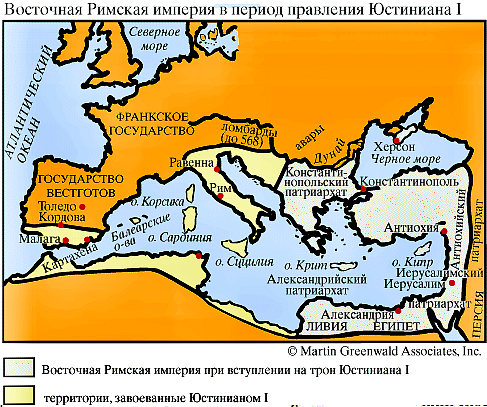 Восточная Римская империя в период правления Юстиниана I
Северное
море
АТЛАНТИЧЕСКИЙ
ОКЕАН
ФРАНКСКОЕ
ГОСУДАРСТВО
ломбарды
(до 568)
авары
Дунай
Херсон
Черное море
Равенна
Константи-
нопольский
патриархат
Константинополь
ГОСУДАРСТВО
ВЕСТГОТОВ
Толедо
Кордова
о. Корсика
Рим
Малага
Балеарские
о-ва
о. Сардиния
Картахена
о. Сицилия
о. Крит
Антиохия
Антиохийский
патриархат
о. Кипр
Александрийский
патриархат
Иерусалимский
Иерусалим
патриархат
Александрия
ЛИВИЯ
ЕГИПЕТ
ПЕРСИЯ
© Martin Greenwald Associates, Inc.
Восточная Римская империя при вступлении на трон Юстиниана I
территории, завоеванные Юстинианом I